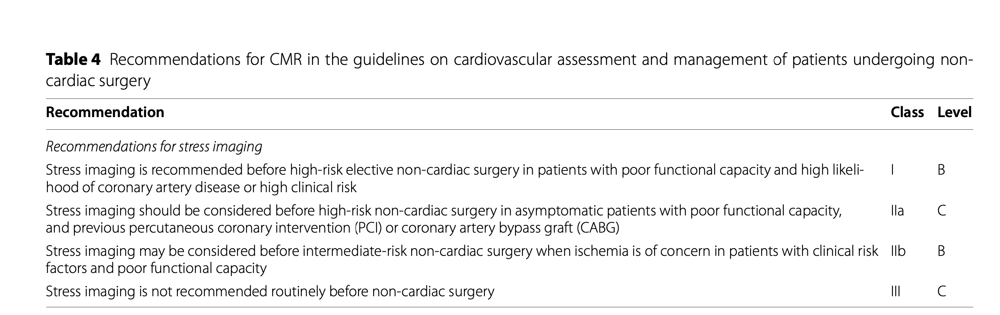 Table 4 Recommendations for CMR in the guidelines on cardiovascular assessment and management of patients undergoing non-
cardiac surgery
Recommendation Class Level
Recommendations for stress imaging
Stress imaging is recommended before high-risk elective non-cardiac surgery in patients with poor functional capacity and high likeli- I B
hood of coronary artery disease or high clinical risk
Stress imaging should be considered before high-risk non-cardiac surgery in asymptomatic patients with poor functional capacity, IIa C
and previous percutaneous coronary intervention (PCI) or coronary artery bypass graft (CABG)
Stress imaging may be considered before intermediate-risk non-cardiac surgery when ischemia is of concern in patients with clinical risk IIb B
factors and poor functional capacity
Stress imaging is not recommended routinely before non-cardiac surgery III C